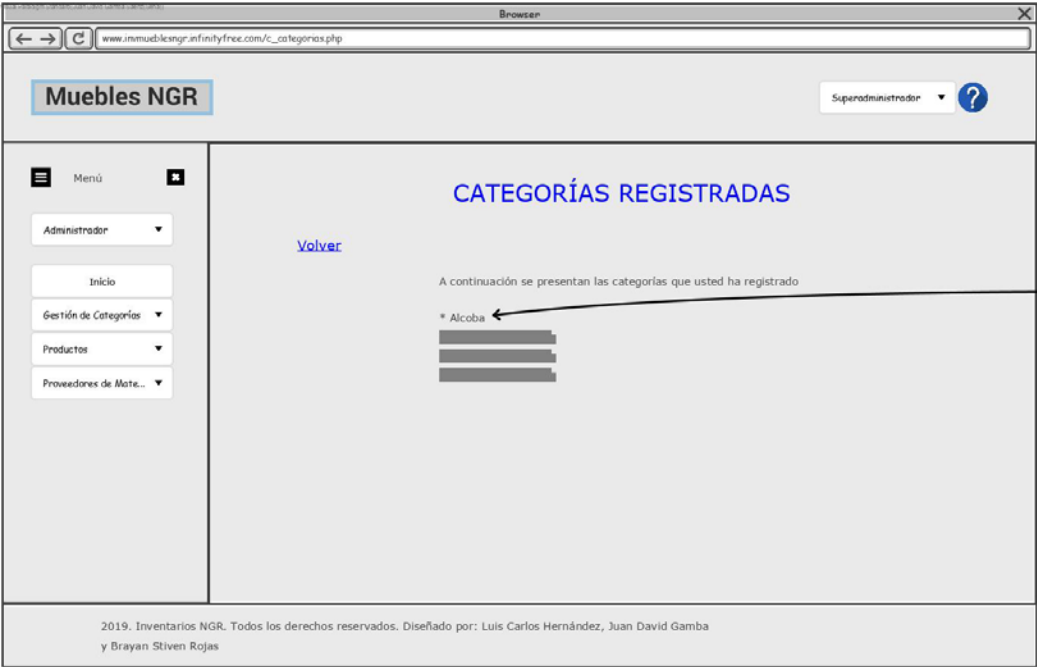 Browser
www.immueblesngr.infinityfree.com/c_categorias.php
Muebles NGR
Superadministrador
?
Menú
CATEGORÍAS REGISTRADAS
Administrador
Volver
Inicio
A continuación se presentan las categorías que usted ha registrado
Gestión de Categorías
* Alcoba
Productos
Proveedores de Mate...
2019. Inventarios NGR. Todos los derechos reservados. Diseñado por: Luis Carlos Hernández, Juan David Gamba
y Brayan Stiven Rojas